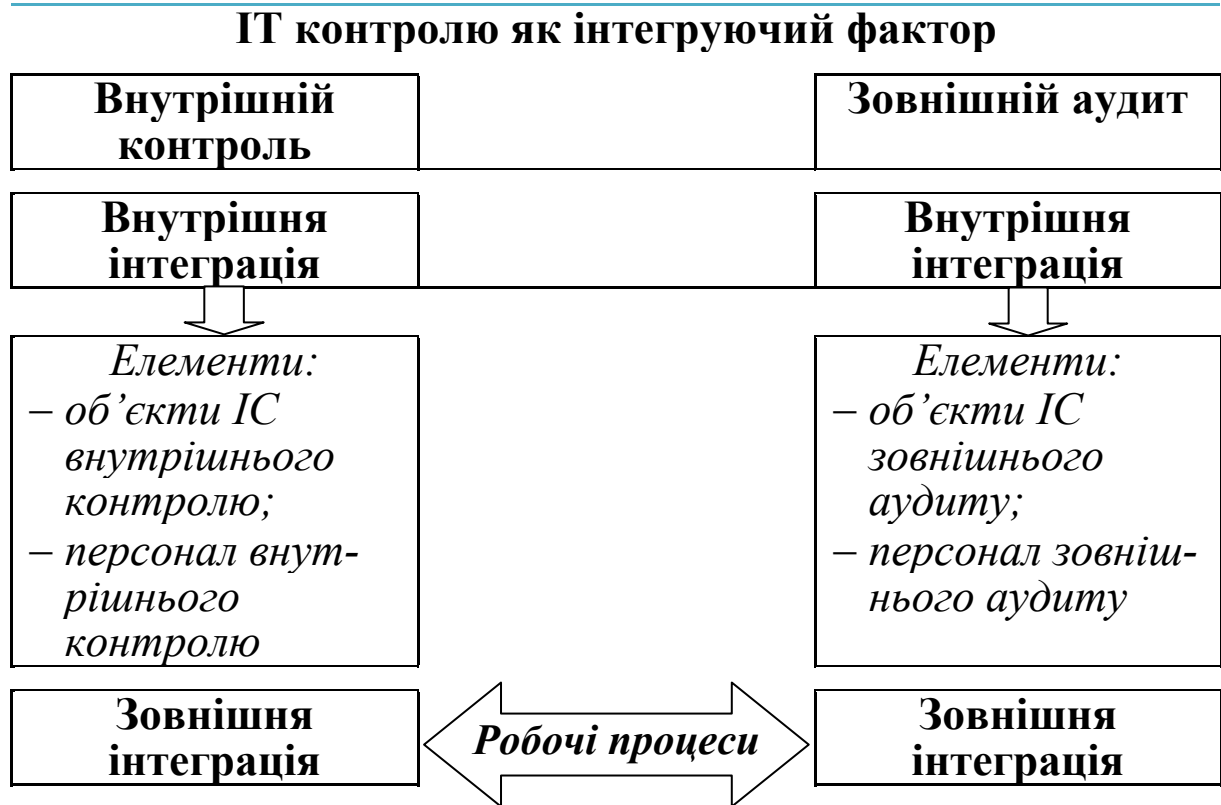 ІТ контролю як інтегруючий фактор
Внутрішній
контроль
Зовнішній аудит
Внутрішня
інтеграція
Внутрішня
інтеграція
Елементи:
– об’єкти ІС
внутрішнього
контролю;
– персонал внут-
рішнього
контролю
Елементи:
– об’єкти ІС
зовнішнього
аудиту;
– персонал зовніш-
нього аудиту
Зовнішня
інтеграція
Робочі процеси
Зовнішня
інтеграція